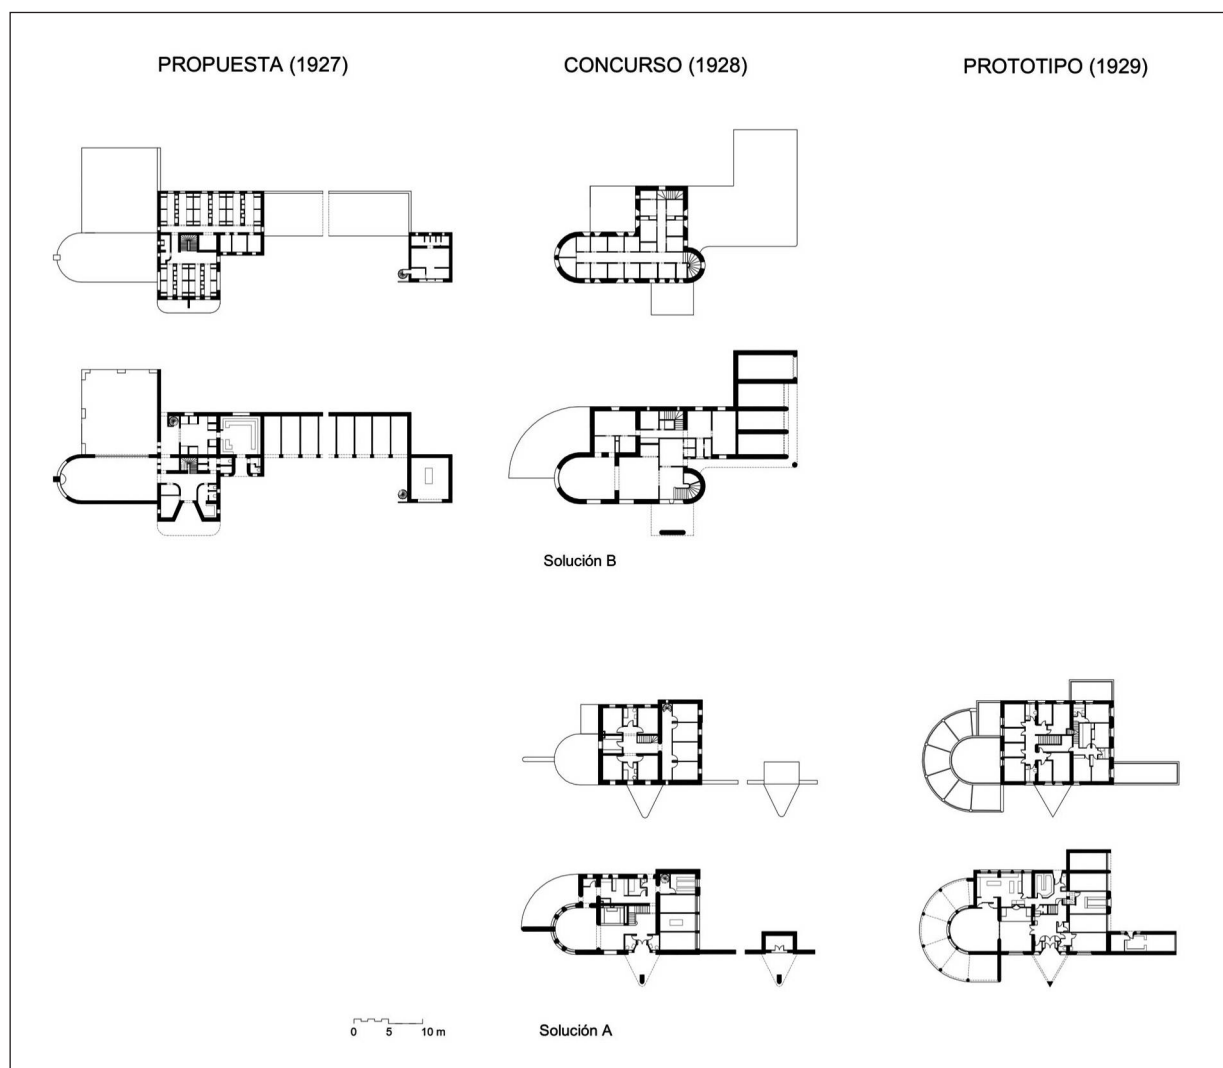 PROPUESTA (1927)
CONCURSO (1928)
PROTOTIPO (1929)
Solución B
0 5 10 m
Solución A